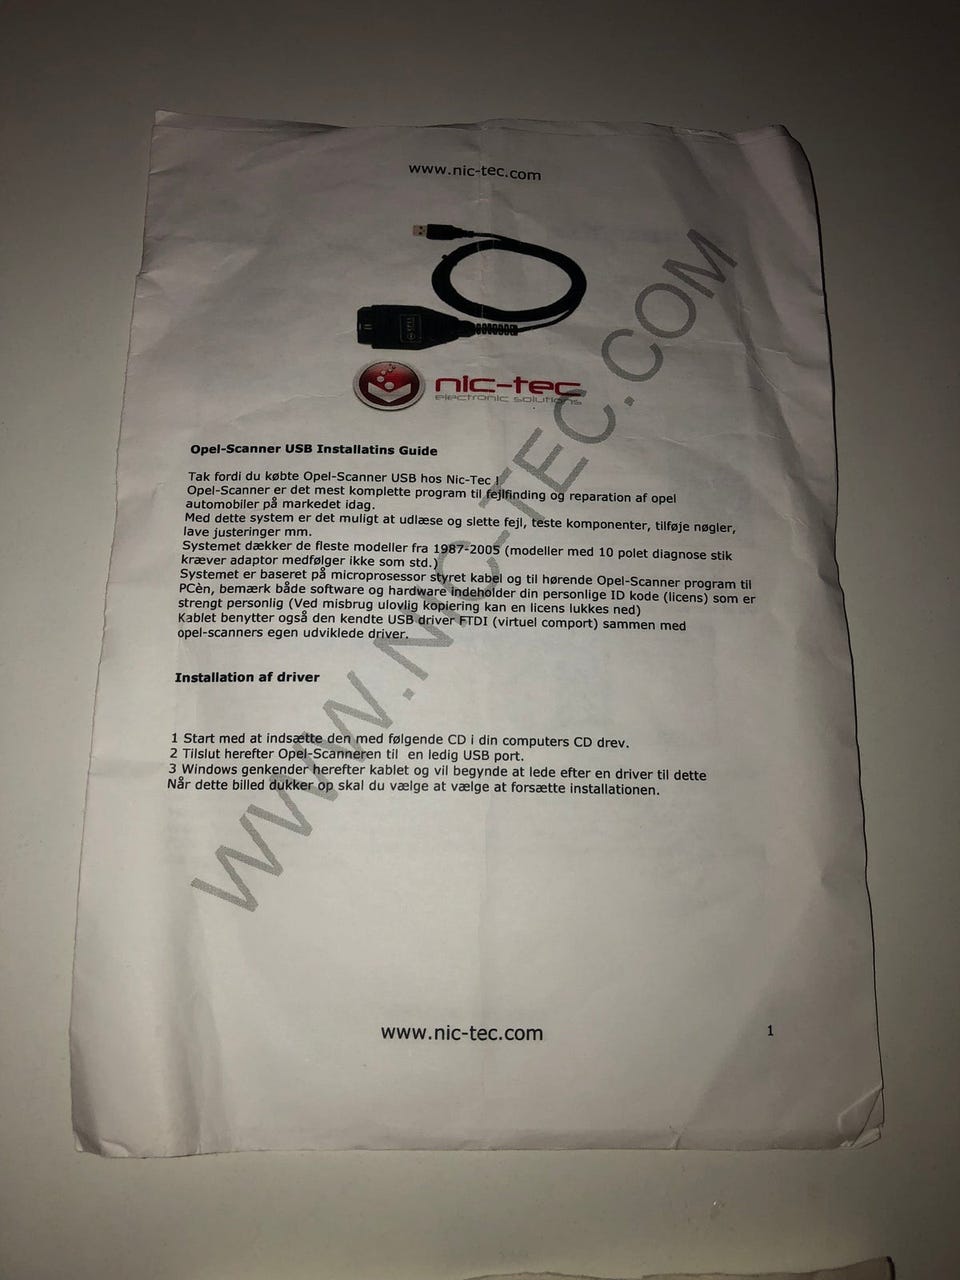 www.nic-tec.com
nic-tec
electronic solutions
Opel-Scanner USB Installatins Guide
Tak fordi du købte Opel-Scanner USB hos Nic-Tec !
Opel-Scanner er det mest komplette program til fejlfinding og reparation af opel
automobiler på markedet idag.
Med dette system er det muligt at udlæse og slette fejl, teste komponenter, tilføje nøgler,
lave justeringer mm.
Systemet dækker de fleste modeller fra 1987-2005 (modeller med 10 polet diagnose stik
kræver adaptor medfølger ikke som std.)
Systemet er baseret på microprosessor styret kabel og til hørende Opel-Scanner program til
PCèn, bemærk både software og hardware indeholder din personlige ID kode (licens) som er
strengt personlig (Ved misbrug ulovlig kopiering kan en licens lukkes ned)
Kablet benytter også den kendte USB driver FTDI (virtuel comport) sammen med
opel-scanners egen udviklede driver.
Installation af driver
1 Start med at indsætte den med følgende CD i din computers CD drev.
2 Tilslut herefter Opel-Scanneren til en ledig USB port.
3 Windows genkender herefter kablet og vil begynde at lede efter en driver til dette
Når dette billed dukker op skal du vælge at vælge at forsætte installationen.
WWW.NIC-TEC.COM
www.nic-tec.com
1